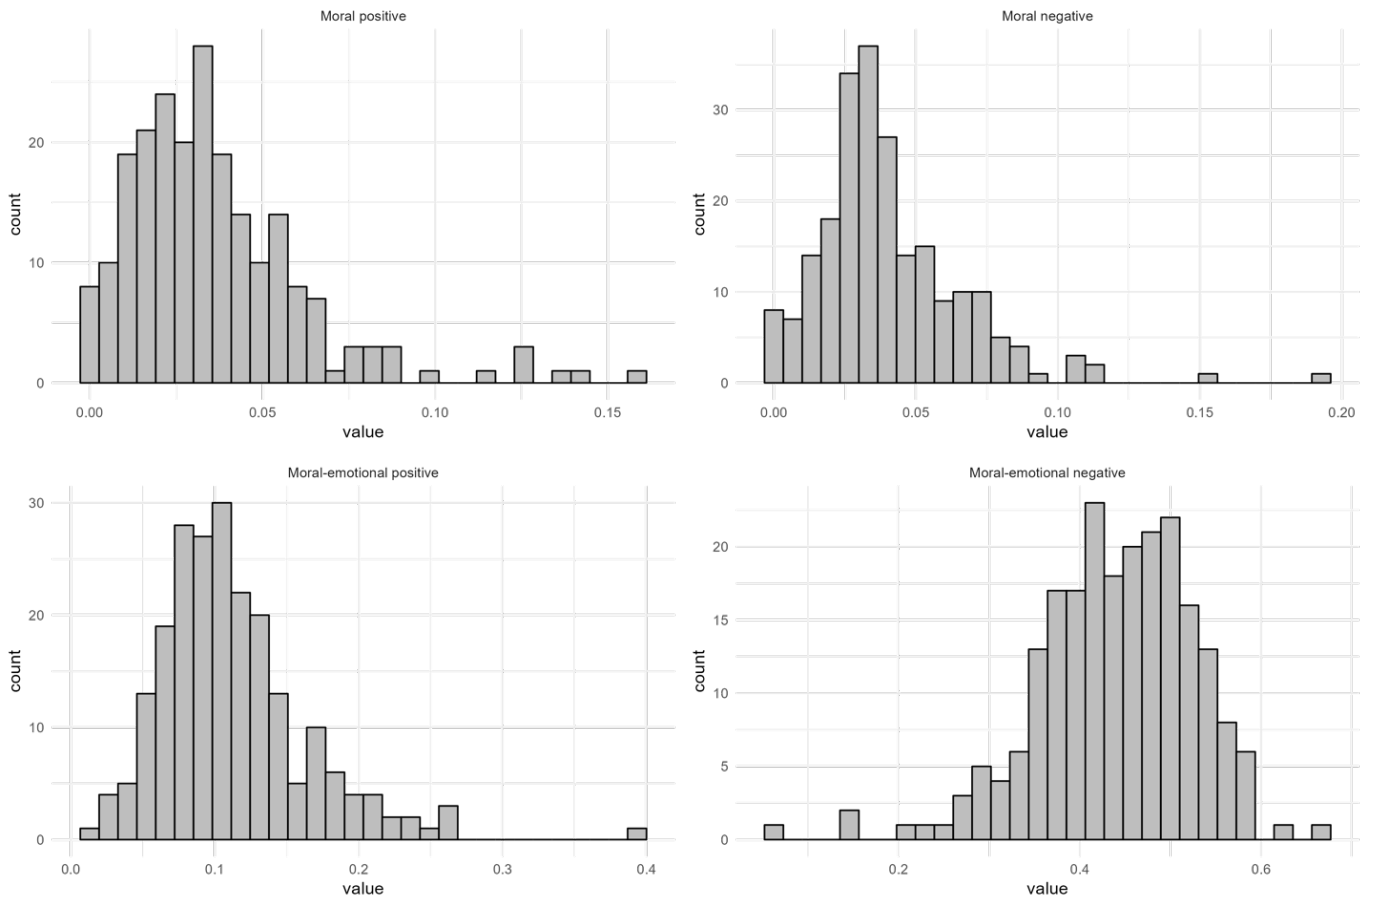 Moral positive
count
20
10
0
0.00 0.05 0.10 0.15
value
Moral negative
count
30
20
10
0
0.00 0.05 0.10 0.15 0.20
value
Moral-emotional positive
count
30
20
10
0
0.0 0.1 0.2 0.3 0.4
value
Moral-emotional negative
count
20
15
10
5
0
0.2 0.4 0.6
value